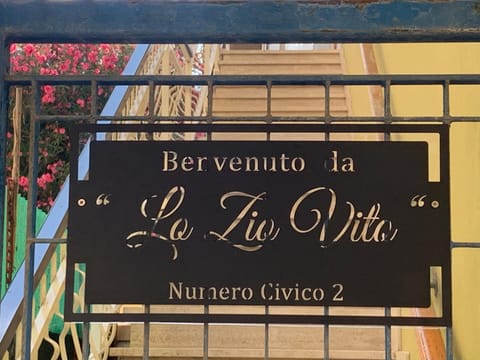 Benvenuto da
“ Lo Zio Vito “
Numero Civico 2